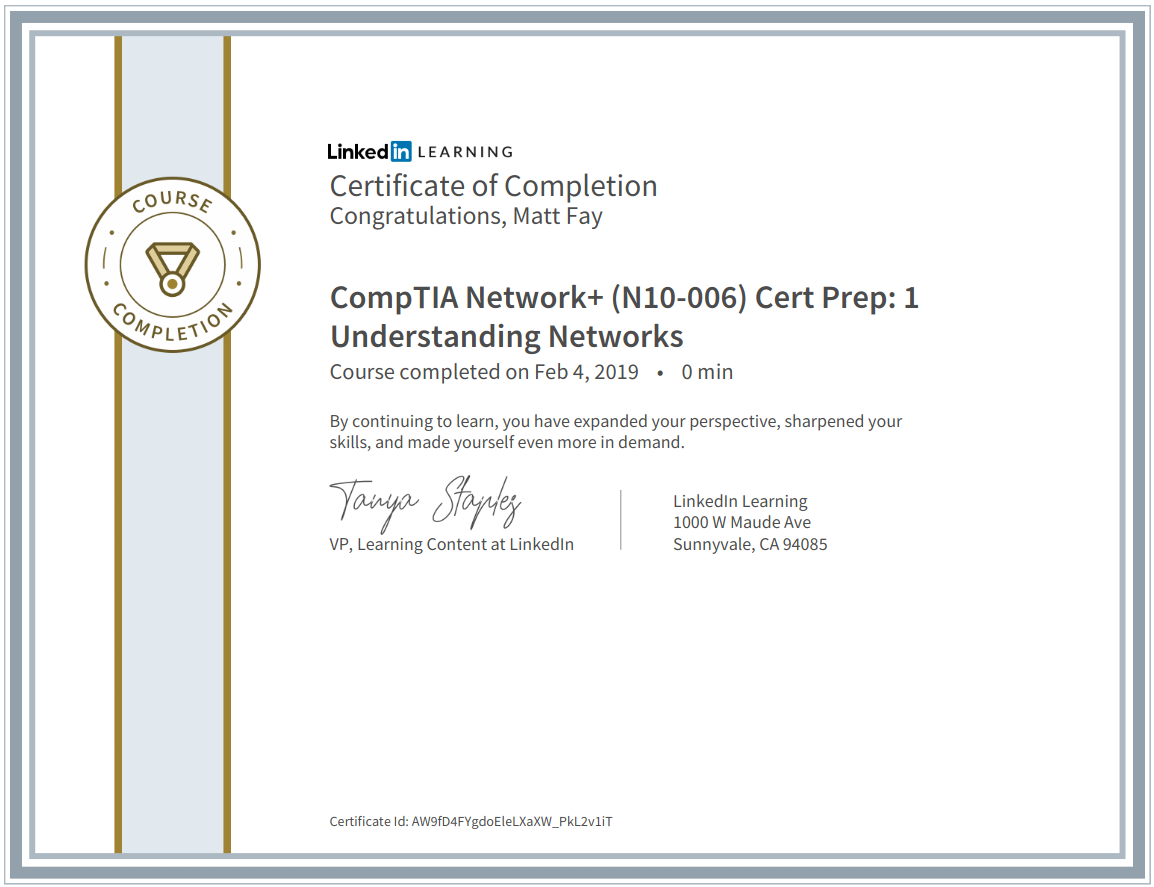 COURSE
COMPLETION
Linked in LEARNING
Certificate of Completion
Congratulations, Matt Fay
CompTIA Network+ (N10-006) Cert Prep: 1
Understanding Networks
Course completed on Feb 4, 2019 • 0 min
By continuing to learn, you have expanded your perspective, sharpened your
skills, and made yourself even more in demand.
Tanya Staples
VP, Learning Content at LinkedIn
LinkedIn Learning
1000 W Maude Ave
Sunnyvale, CA 94085
Certificate Id: AW9fD4FYgdoEleLXaXW_PkL2v1iT